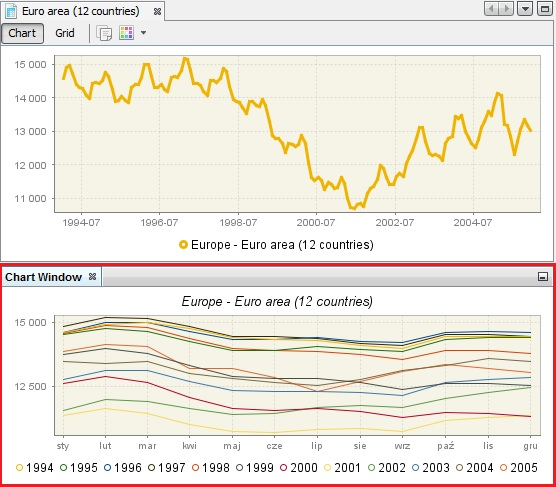 Euro area (12 countries)
Chart Grid
15 000
14 000
13 000
12 000
11 000
1994-07 1996-07 1998-07 2000-07 2002-07 2004-07
Europe - Euro area (12 countries)
Chart Window
Europe - Euro area (12 countries)
15 000
12 500
sty lut mar kwi maj cze lip sie wrz paź lis gru
1994 1995 1996 1997 1998 1999 2000 2001 2002 2003 2004 2005